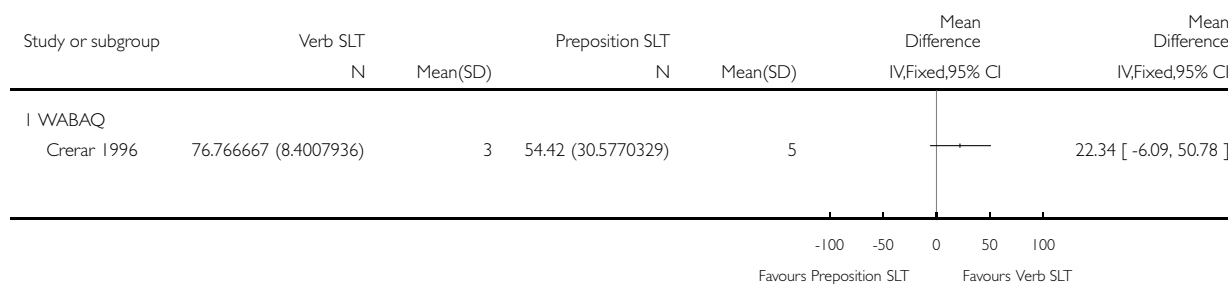 Study or subgroup Verb SLT Preposition SLT Mean Difference Mean Difference
N Mean(SD) N Mean(SD) IV,Fixed,95% CI IV,Fixed,95% CI
1 WABAQ
Crerar 1996 76.766667 (8.4007936) 3 54.42 (30.5770329) 5 22.34 [ -6.09, 50.78 ]
-100 -50 0 50 100
Favours Preposition SLT Favours Verb SLT